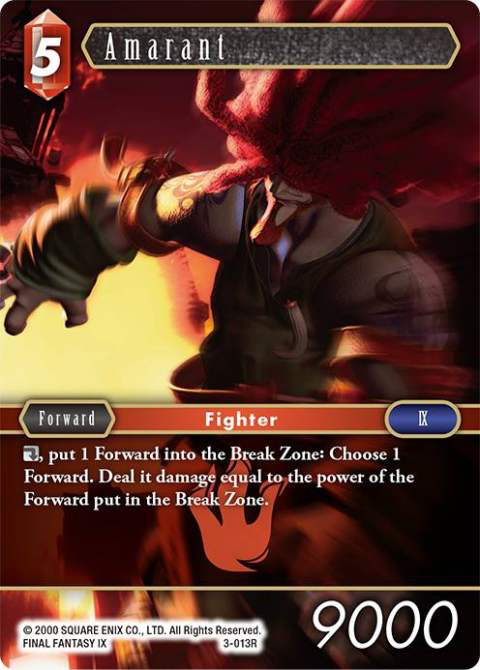 5
Amarant
Forward
Fighter
IX
, put 1 Forward into the Break Zone: Choose 1
Forward. Deal it damage equal to the power of the
Forward put in the Break Zone.
© 2000 SQUARE ENIX CO., LTD. All Rights Reserved.
FINAL FANTASY IX
3-013R
9000